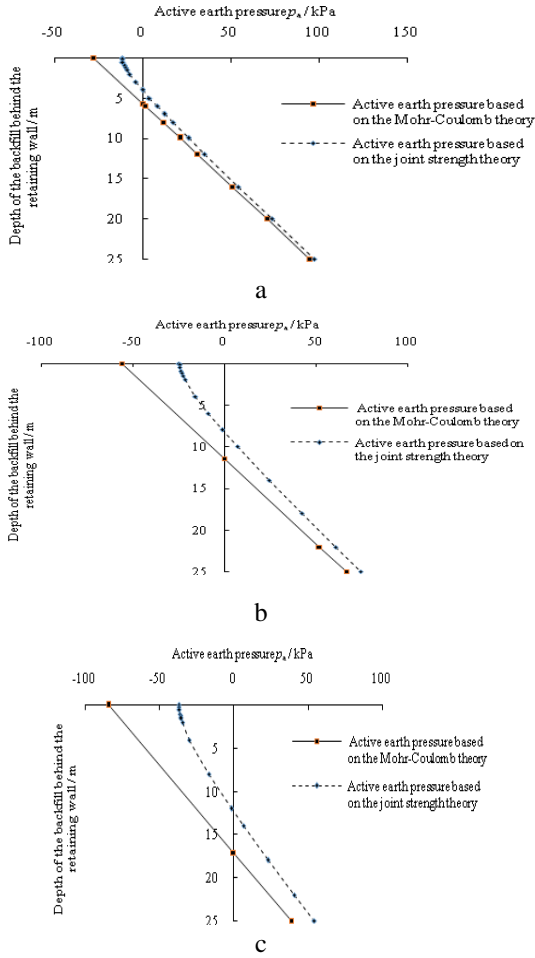 Active earth pressure pa / kPa
-50 0 50 100 150
Depth of the backfill behind the
retaining wall / m
5
10
15
20
25
Active earth pressure based
on the Mohr-Coulomb theory
Active earth pressure based
on the joint strength theory
a
Active earth pressure pa / kPa
-100 -50 0 50 100
Depth of the backfill behind the
retaining wall / m
5
10
15
20
25
Active earth pressure based
on the Mohr-Coulomb theory
Active earth pressure based on
the joint strength theory
b
Active earth pressure pa / kPa
-100 -50 0 50 100
Depth of the backfill behind the
retaining wall / m
5
10
15
20
25
Active earth pressure based
on the Mohr-Coulomb theory
Active earth pressure based
on the joint strength theory
c